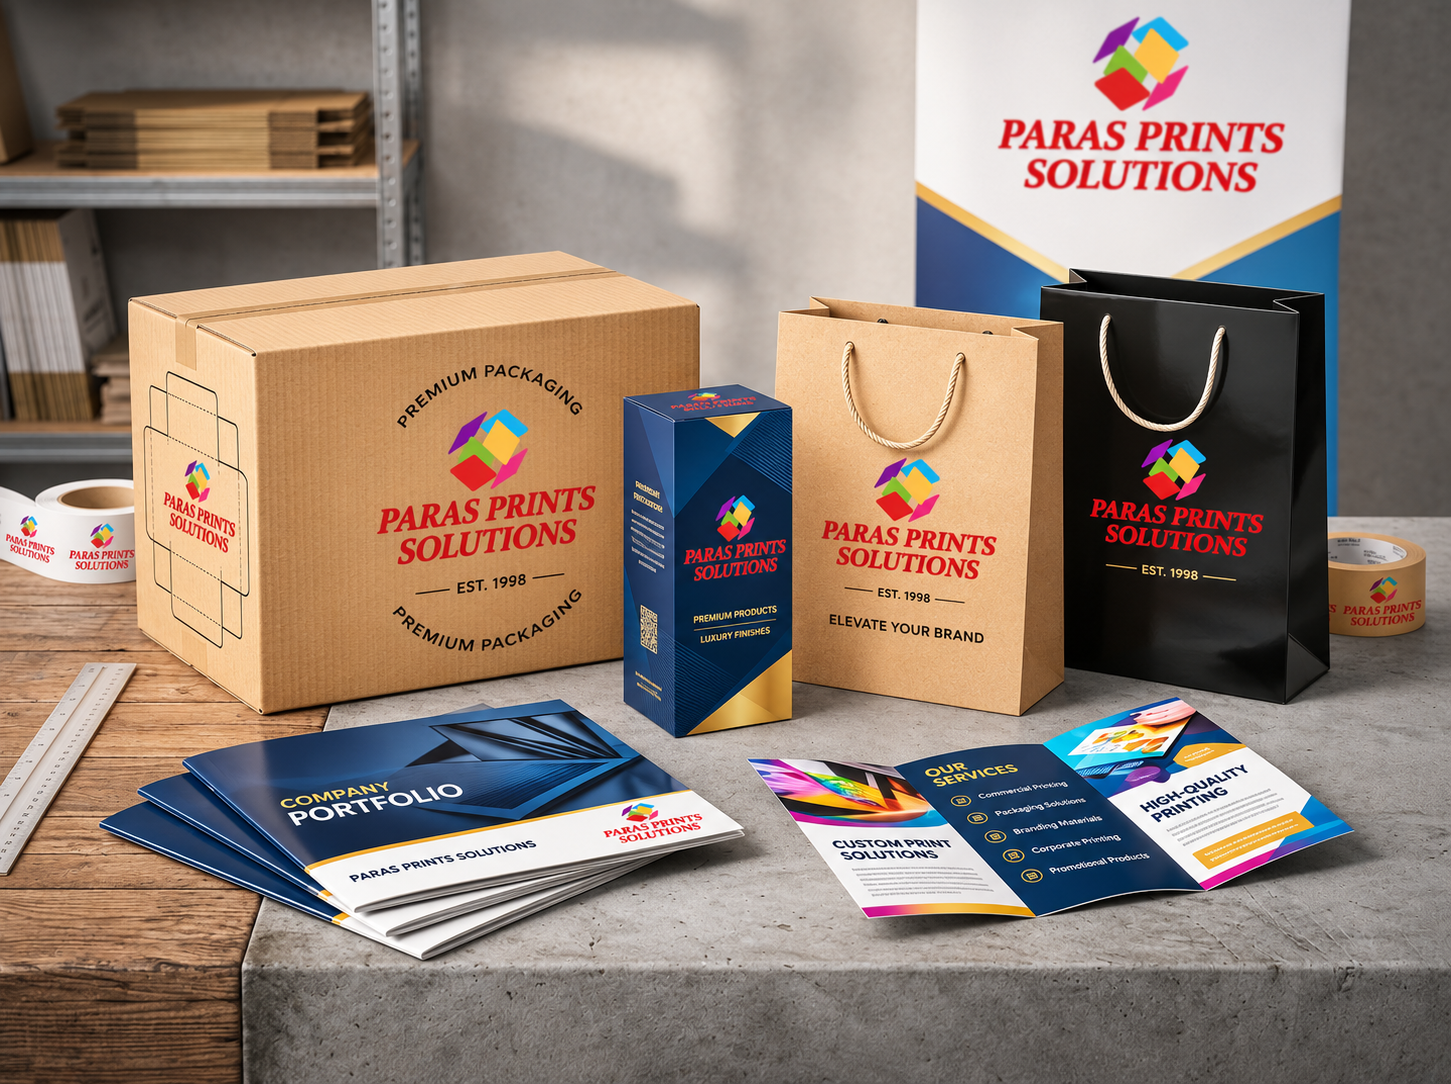 PARAS PRINTS
SOLUTIONS
PREMIUM PACKAGING
PARAS PRINTS
SOLUTIONS
EST. 1998
PREMIUM PACKAGING
PARAS PRINTS
SOLUTIONS
PARAS PRINTS
SOLUTIONS
PARAS PRINTS
SOLUTIONS
PARAS PRINTS
SOLUTIONS
PREMIUM PRODUCTS
LUXURY FINISHES
PARAS PRINTS
SOLUTIONS
EST. 1998
ELEVATE YOUR BRAND
PARAS PRINTS
SOLUTIONS
EST. 1998
PARAS PRINTS
SOLUTIONS
COMPANY
PORTFOLIO
PARAS PRINTS SOLUTIONS
PARAS PRINTS
SOLUTIONS
CUSTOM PRINT
SOLUTIONS
OUR
SERVICES
Commercial Printing
Packaging Solutions
Branding Materials
Corporate Printing
Promotional Products
HIGH-QUALITY
PRINTING